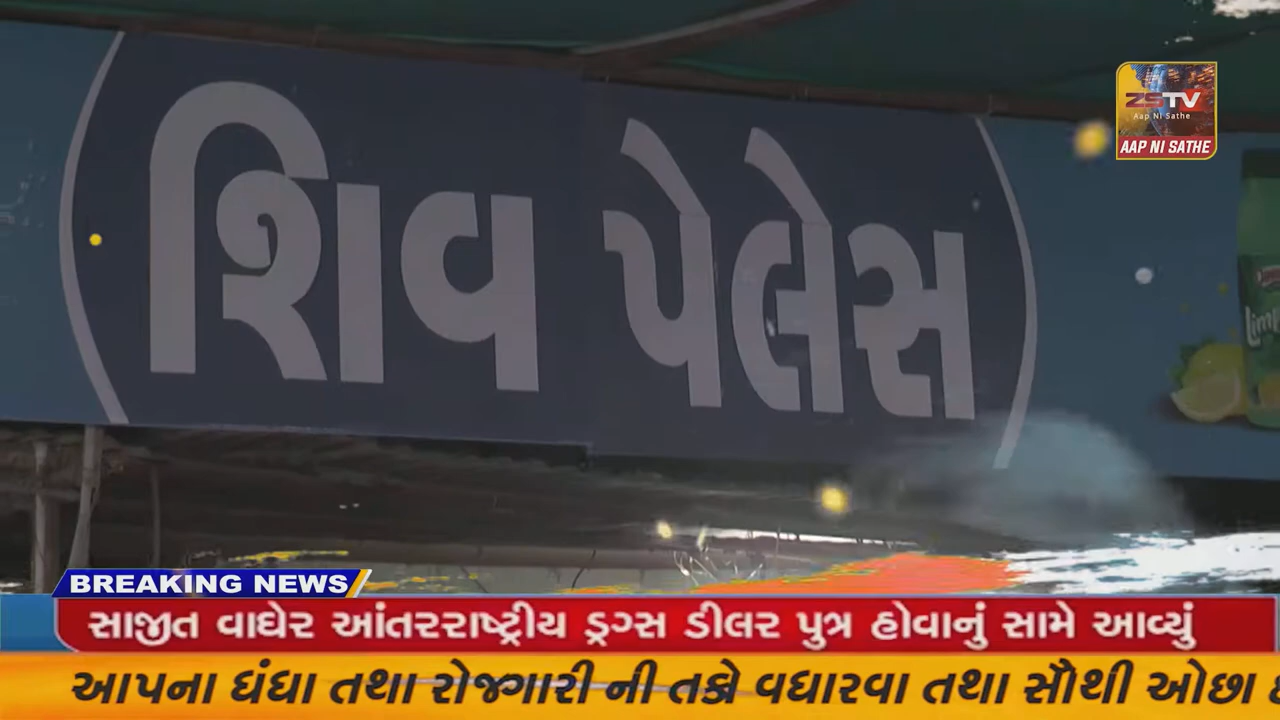 શિવ પેલેસ
ZSTV
Aap Ni Sathe
AAP NI SATHE
BREAKING NEWS
સાજીત વાઘેર આંતરરાષ્ટ્રીય ડ્રગ્સ ડીલર પુત્ર હોવાનું સામે આવ્યું
આપના ધંધા તથા રોજગારી ની તકો વધારવા તથા સૌથી ઓછા